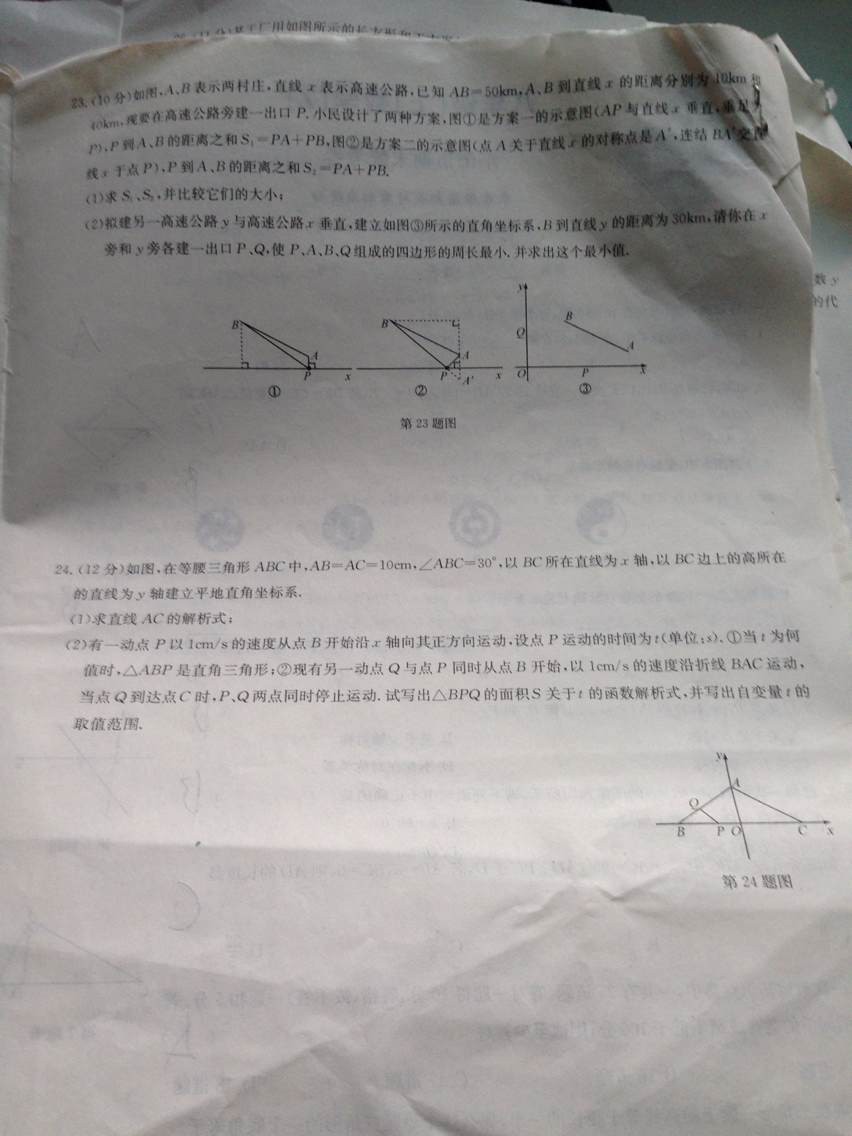 用如图所示的长方形和
23.(10分)如图,A、B表示两村庄,直线x表示高速公路,已知AB=50km,A、B到直线x的距离分别为10km和
40km,现要在高速公路旁建一出口P.小民设计了两种方案,图①是方案一的示意图(AP与直线x垂直,垂足为
P),P到A、B的距离之和S₁=PA+PB,图②是方案二的示意图(点A关于直线x的对称点是A′,连结BA′交直
线x于点P),P到A、B的距离之和S₂=PA+PB.
(1)求S₁、S₂,并比较它们的大小;
(2)拟建另一高速公路y与高速公路x垂直,建立如图③所示的直角坐标系,B到直线y的距离为30km,请你在x
旁和y旁各建一出口P、Q,使P、A、B、Q组成的四边形的周长最小.并求出这个最小值.
数y
的代
B A P x ①
B A P A′ x ②
y B Q A O P x ③
第23题图
24.(12分)如图,在等腰三角形ABC中,AB=AC=10cm,∠ABC=30°,以BC所在直线为x轴,以BC边上的高所在
的直线为y轴建立平地直角坐标系.
(1)求直线AC的解析式;
(2)有一动点P以1cm/s的速度从点B开始沿x轴向其正方向运动,设点P运动的时间为t(单位:s).①当t为何
值时,△ABP是直角三角形;②现有另一动点Q与点P同时从点B开始,以1cm/s的速度沿折线BAC运动,
当点Q到达点C时,P、Q两点同时停止运动.试写出△BPQ的面积S关于t的函数解析式,并写出自变量t的
取值范围.
y A Q B P O C x
第24题图